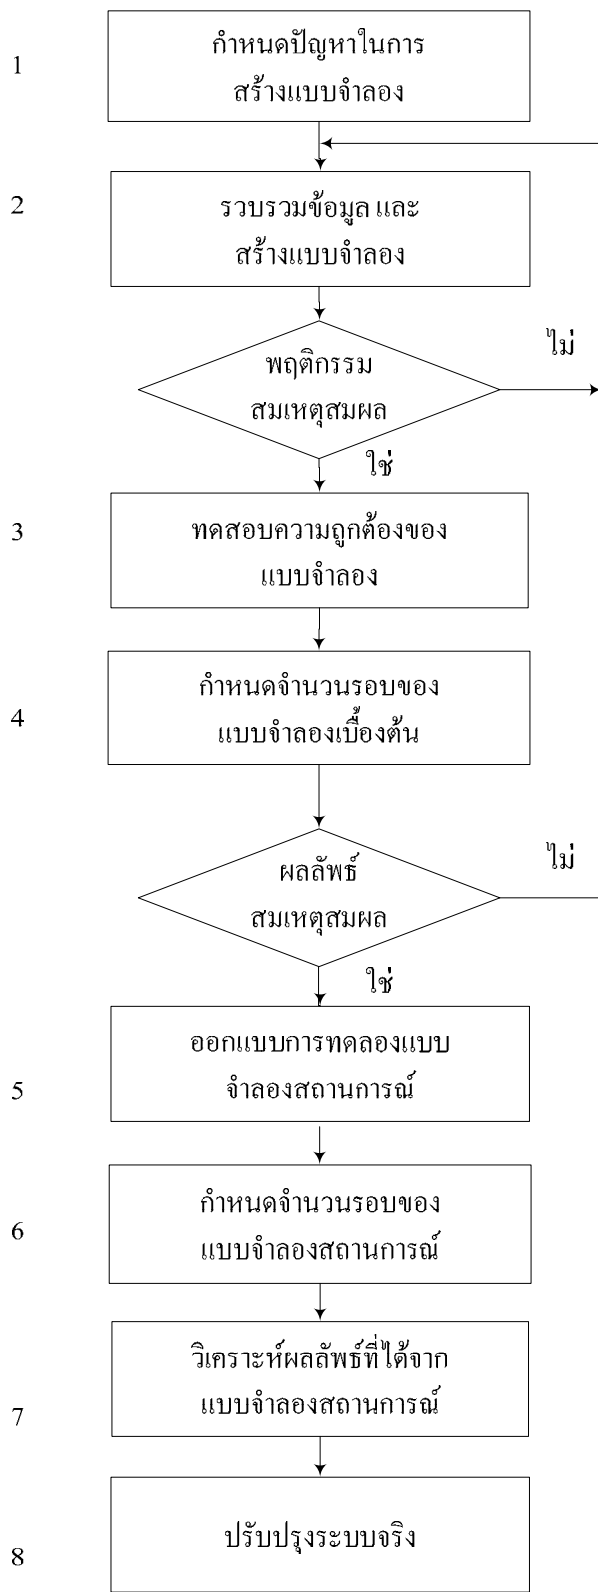 1
กำหนดปัญหาในการ
สร้างแบบจำลอง
2
รวบรวมข้อมูล และ
สร้างแบบจำลอง
พฤติกรรม
สมเหตุสมผล
ไม่
ใช่
3
ทดสอบความถูกต้องของ
แบบจำลอง
4
กำหนดจำนวนรอบของ
แบบจำลองเบื้องต้น
ผลลัพธ์
สมเหตุสมผล
ไม่
ใช่
5
ออกแบบการทดลองแบบ
จำลองสถานการณ์
6
กำหนดจำนวนรอบของ
แบบจำลองสถานการณ์
7
วิเคราะห์ผลลัพธ์ที่ได้จาก
แบบจำลองสถานการณ์
8
ปรับปรุงระบบจริง